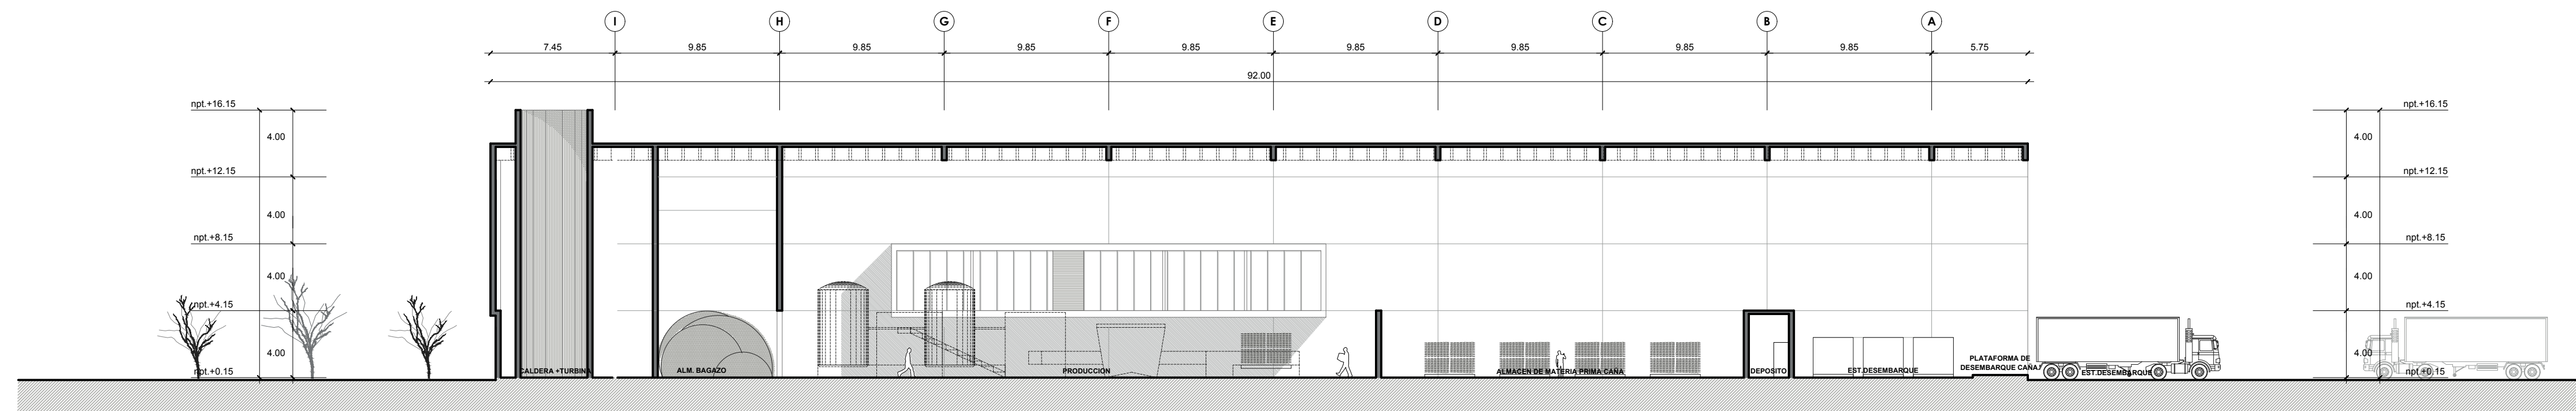 I H G F E D C B A
7.45 9.85 9.85 9.85 9.85 9.85 9.85 9.85 9.85 5.75
92.00
npt.+16.15 npt.+16.15
4.00 4.00
npt.+12.15 npt.+12.15
4.00 4.00
npt.+8.15 npt.+8.15
4.00 4.00
npt.+4.15 npt.+4.15
4.00 4.00
npt.+0.15 npt.+0.15
CALDERA +TURBINA
ALM. BAGAZO
PRODUCCIÓN
ALMACEN DE MATERIA PRIMA CAÑA
DEPOSITO
EST.DESEMBARQUE
PLATAFORMA DE
DESEMBARQUE CAÑA
EST.DESEMBARQUE